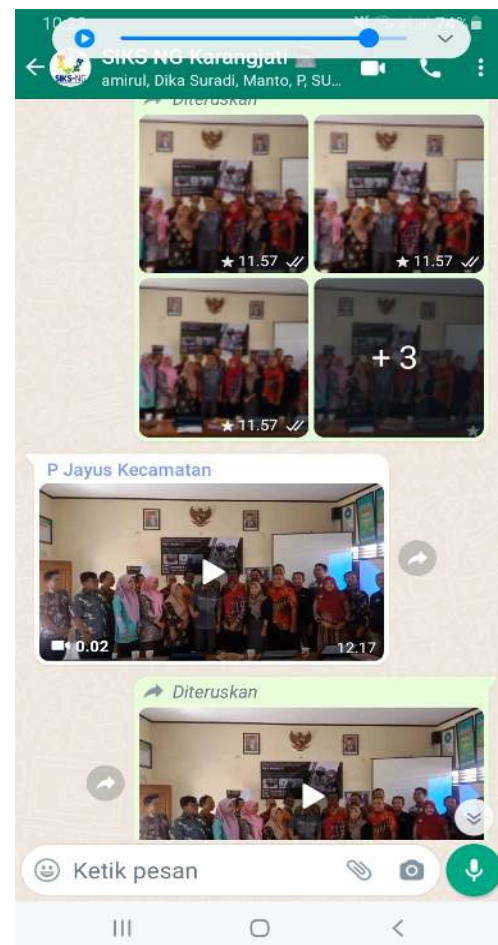 SIKS NG Karangjati
amirul, Dika Suradi, Manto, P, SU...
Diteruskan
11.57
11.57
11.57
+ 3
P Jayus Kecamatan
0.02
12.17
Diteruskan
Ketik pesan